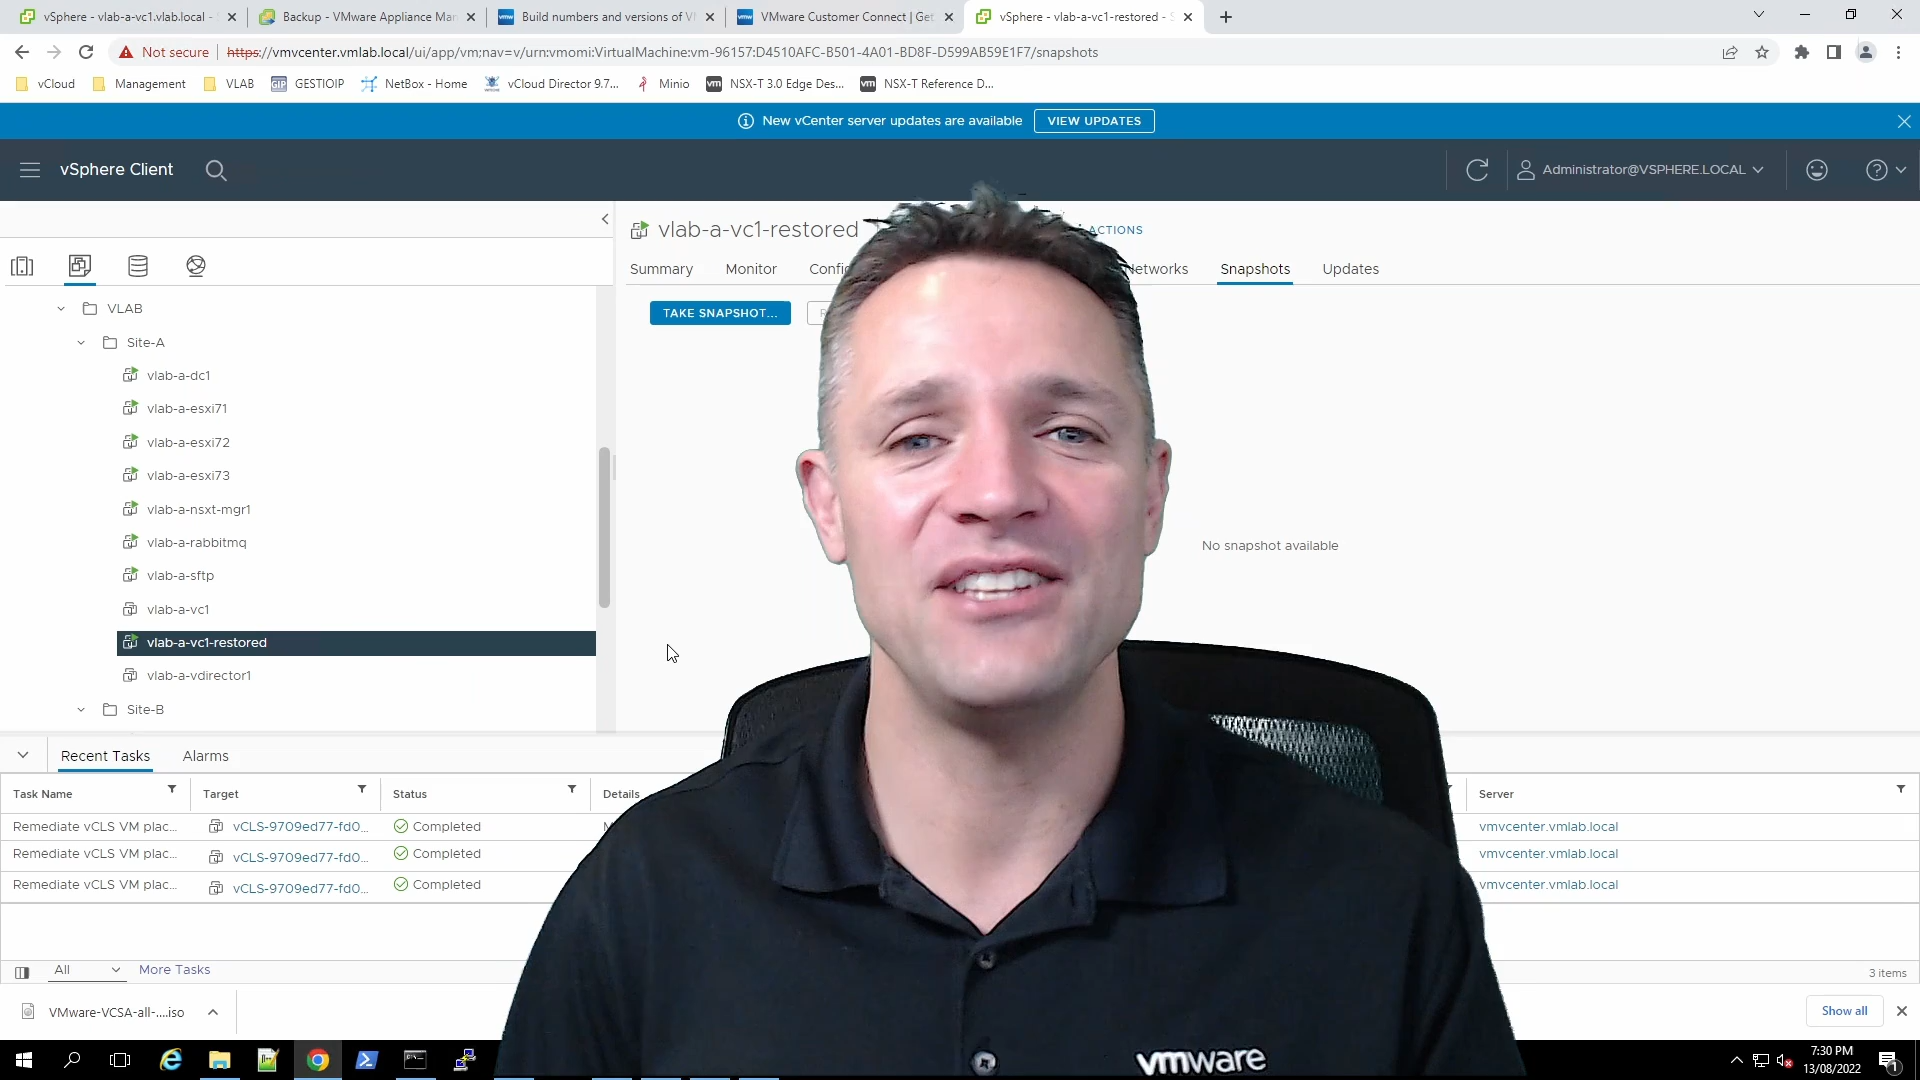 vSphere - vlab-a-vc1.vlab.local -
Backup - VMware Appliance Man
Build numbers and versions of VM
VMware Customer Connect | Get
vSphere - vlab-a-vc1-restored - S
Not secure
https://vmvcenter.vmlab.local/ui/app/vm;nav=v/urn:vmomi:VirtualMachine:vm-96157:D4510AFC-B501-4A01-BD8F-D599AB59E1F7/snapshots
vCloud
Management
VLAB
GIP
GESTIOIP
NetBox - Home
vCloud Director 9.7...
Minio
vm
NSX-T 3.0 Edge Des...
vm
NSX-T Reference D...
New vCenter server updates are available
VIEW UPDATES
vSphere Client
Administrator@VSPHERE.LOCAL
vlab-a-vc1-restored
ACTIONS
Summary
Monitor
Config
Networks
Snapshots
Updates
TAKE SNAPSHOT...
VLAB
Site-A
vlab-a-dc1
vlab-a-esxi71
vlab-a-esxi72
vlab-a-esxi73
vlab-a-nsxt-mgr1
vlab-a-rabbitmq
vlab-a-sftp
vlab-a-vc1
vlab-a-vc1-restored
vlab-a-vdirector1
Site-B
No snapshot available
Recent Tasks
Alarms
Task Name
Target
Status
Details
Server
Remediate vCLS VM plac...
vCLS-9709ed77-fd0...
Completed
vmvcenter.vmlab.local
Remediate vCLS VM plac...
vCLS-9709ed77-fd0...
Completed
vmvcenter.vmlab.local
Remediate vCLS VM plac...
vCLS-9709ed77-fd0...
Completed
vmvcenter.vmlab.local
All
More Tasks
3 items
VMware-VCSA-all-....iso
Show all
vmware
7:30 PM
13/08/2022
1